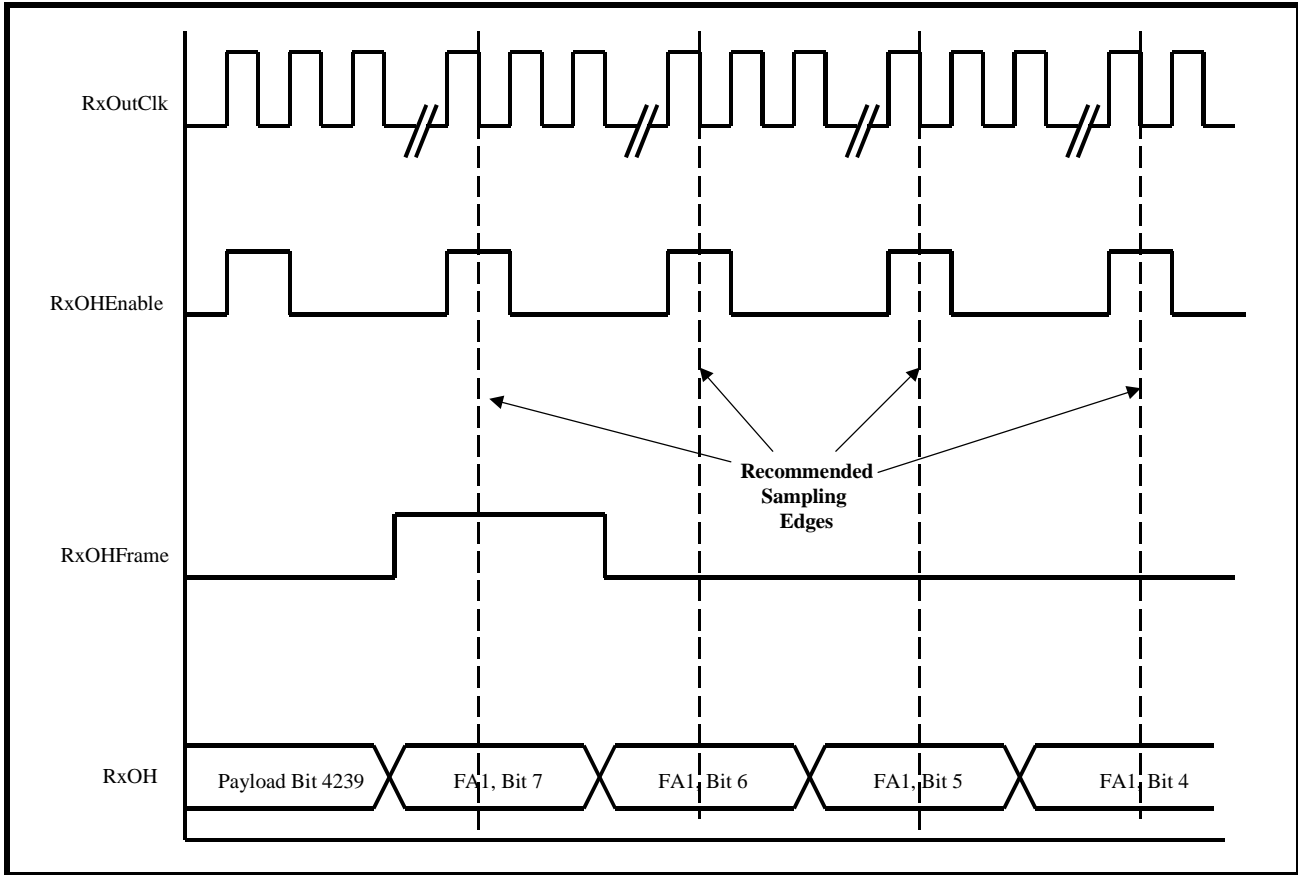 RxOutClk
RxOHEnable
Recommended
Sampling
Edges
RxOHFrame
RxOH
Payload Bit 4239
FA1, Bit 7
FA1, Bit 6
FA1, Bit 5
FA1, Bit 4